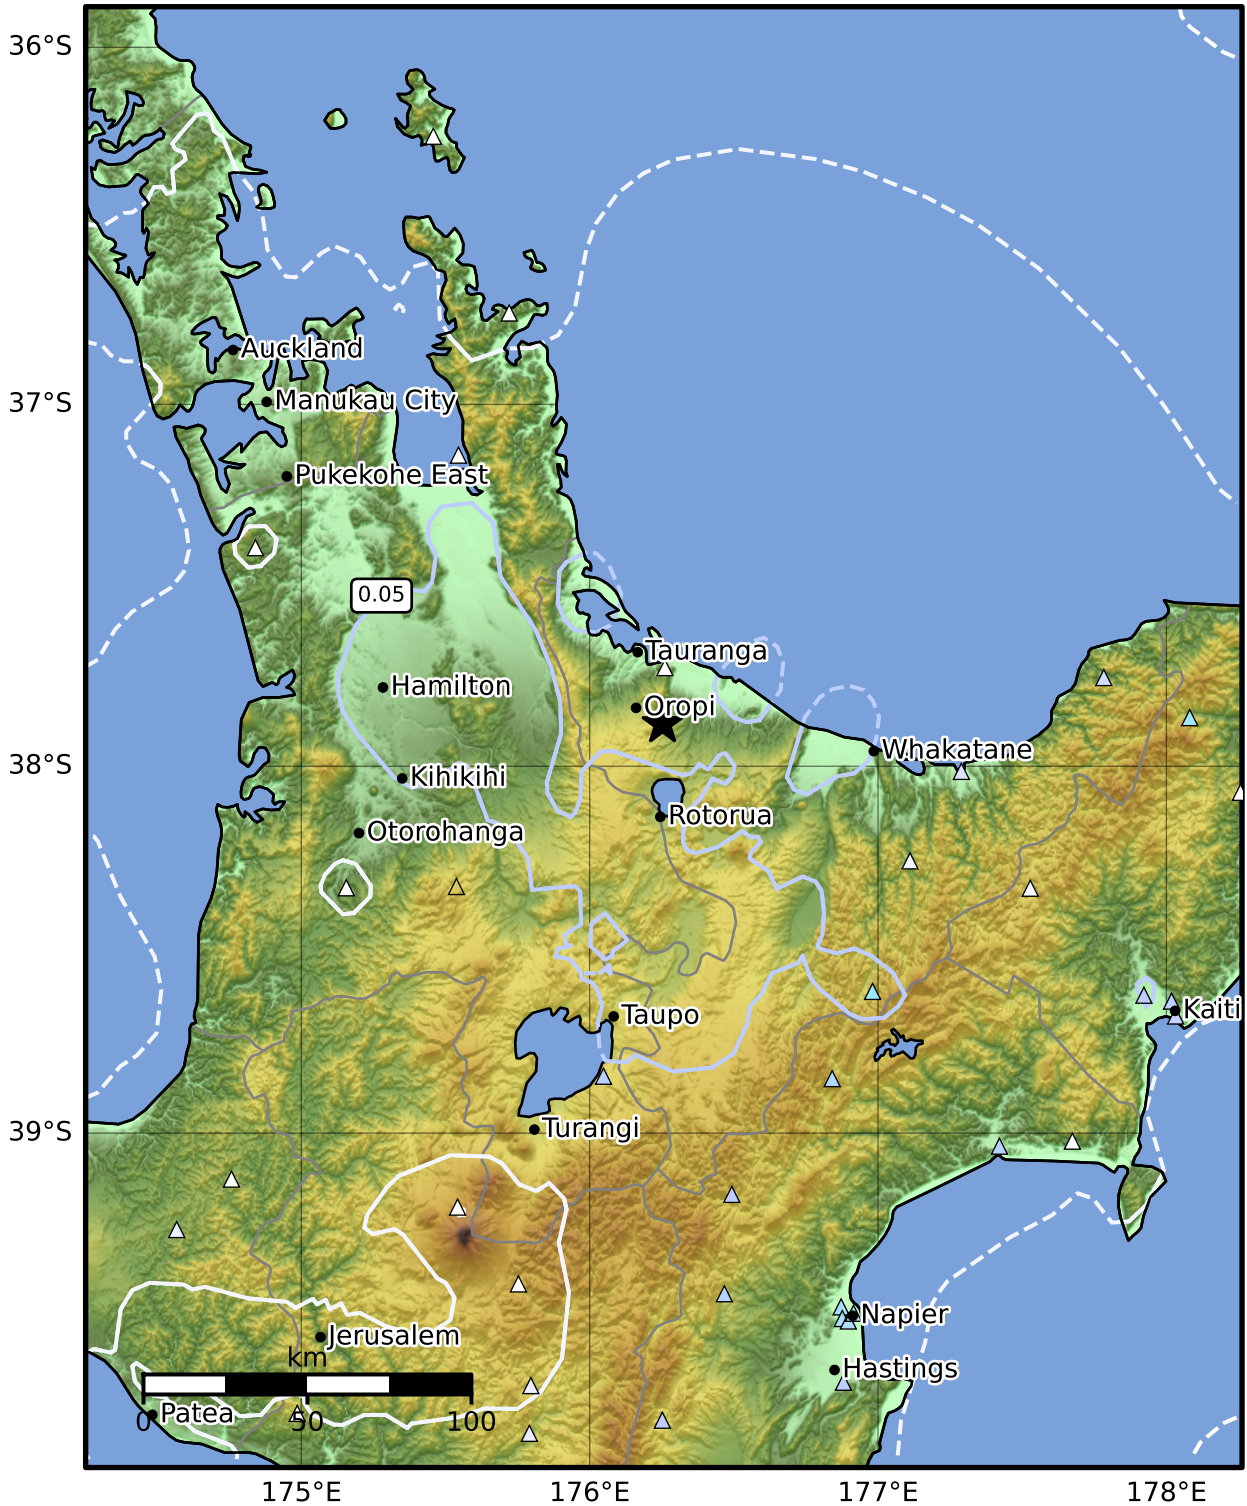 36°S
Auckland
37°S
Manukau City
Pukekohe East
0.05
Tauranga
Hamilton
Oropi
38°S
Whakatane
Kihikihi
Rotorua
Otorohanga
Taupo
Kaiti
39°S
Turangi
Napier
Jerusalem
km
Hastings
Patea
0 50 100
175°E 176°E 177°E 178°E